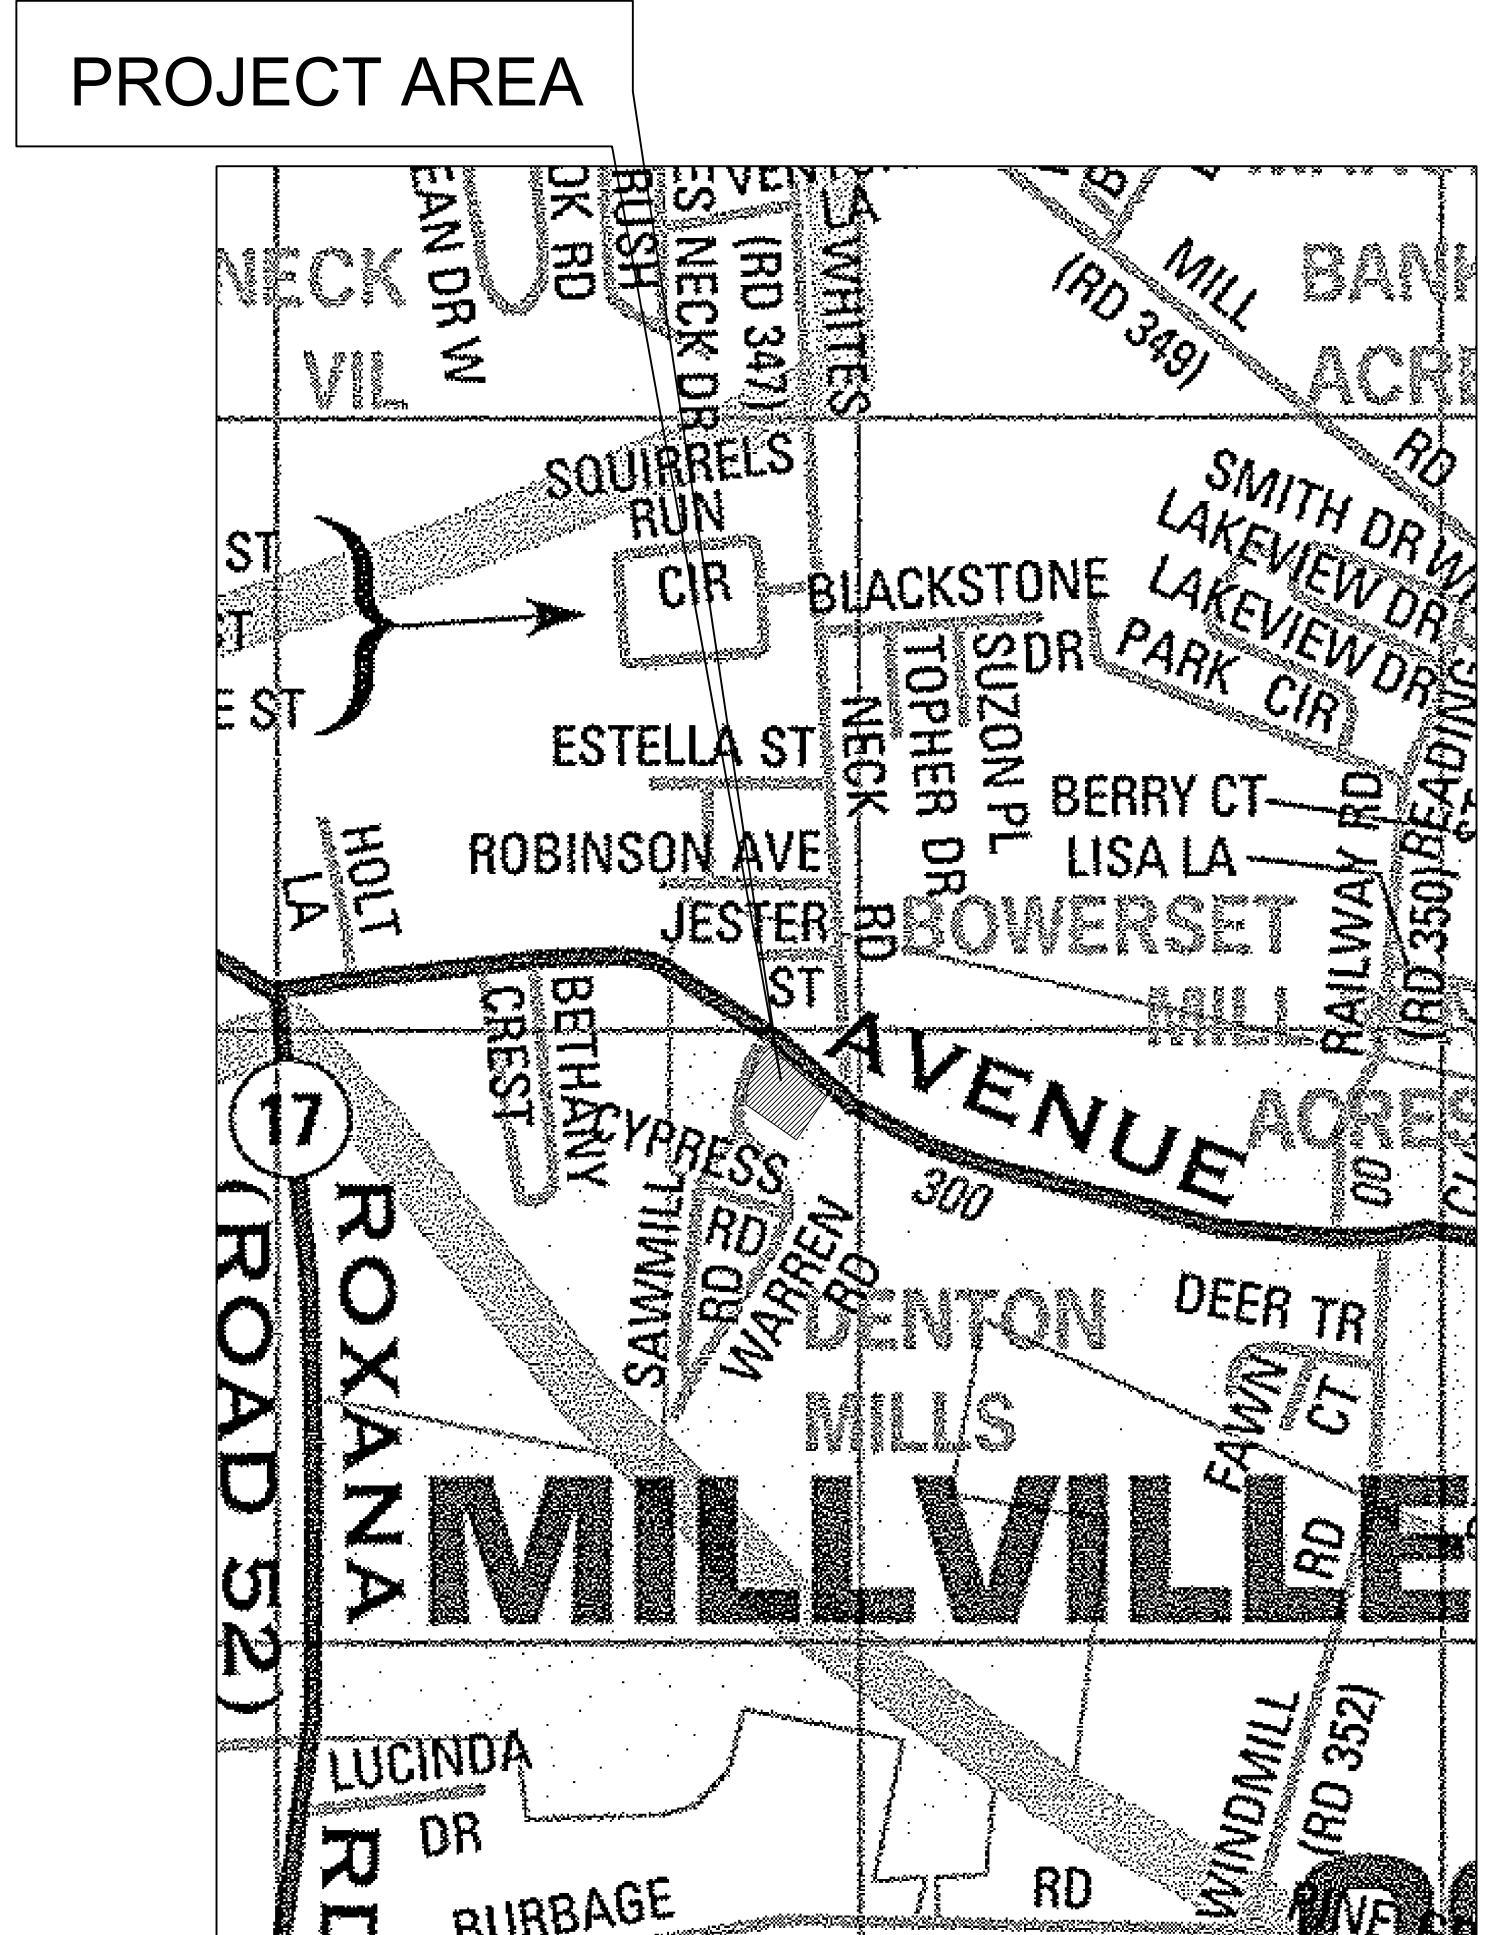 PROJECT AREA
NECK
VIL
DR W
RD
RUSH
NECK DR
(RD 347)
LA
WHITES
MILL
(RD 349)
RD
SQUIRRELS
RUN
CIR
ST
E ST
BLACKSTONE
DR
TOPHER DR
SUZON PL
SMITH DR
LAKEVIEW DR
LAKEVIEW DR
PARK CIR
ESTELLA ST
NECK
RD
ROBINSON AVE
JESTER
ST
HOLT
LA
BERRY CT
LISA LA
RAILWAY RD
(RD 350)
READING
BOWERSET
MILL
ACRES
AVENUE
300
CREST
BETHANY
17
CYPRESS
RD
SAWMILL
RD
WARREN
RD
DENTON
MILLS
DEER TR
FAWN
CT
RD
ROXANA
(ROAD 52)
MILLVILLE
LUCINDA
DR
RD
BURBAGE
RD
WINDMILL
(RD 352)